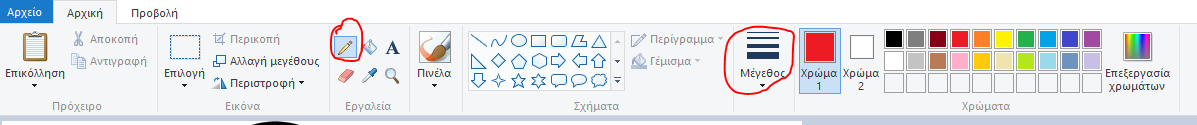 Αρχείο Αρχική Προβολή
Επικόλληση
Αποκοπή
Αντιγραφή
Πρόχειρο
Επιλογή
Περικοπή
Αλλαγή μεγέθους
Περιστροφή
Εικόνα
A
Εργαλεία
Πινέλα
Περίγραμμα
Γέμισμα
Σχήματα
Μέγεθος
Χρώμα
1
Χρώμα
2
Επεξεργασία
χρωμάτων
Χρώματα